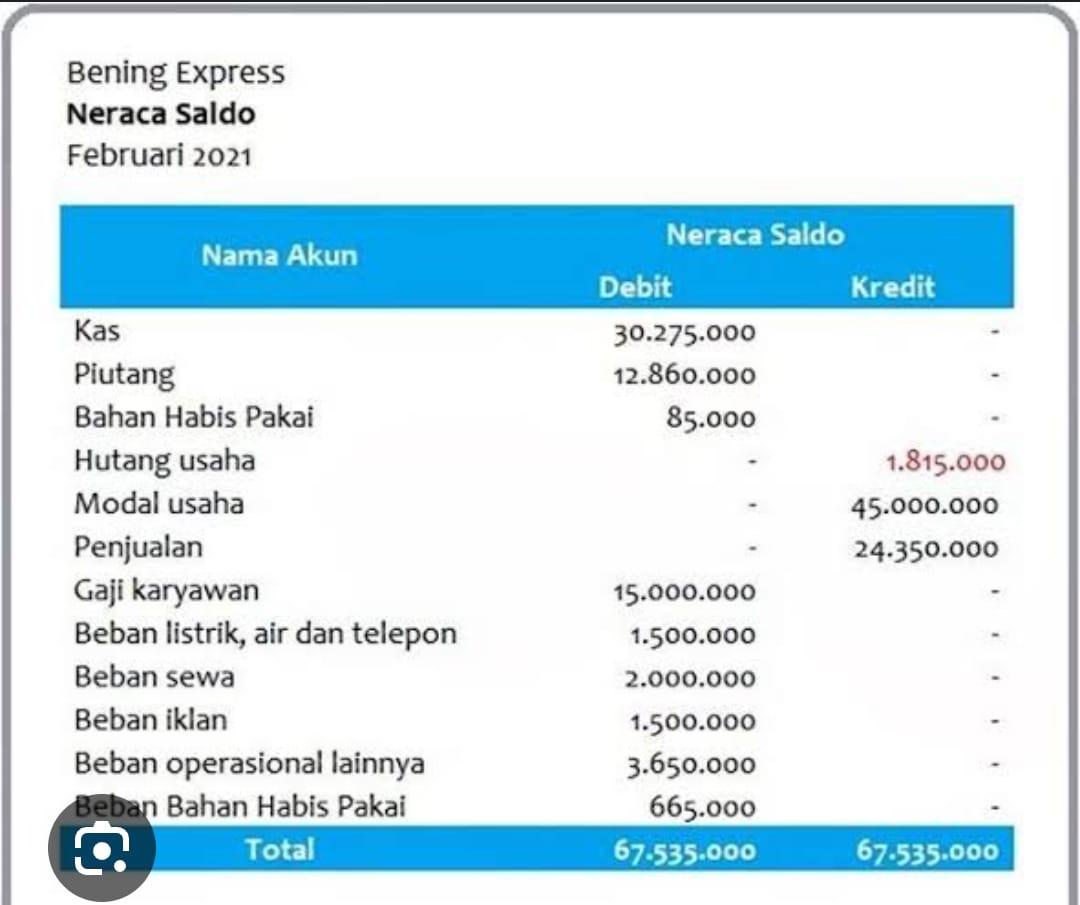 Bening Express
Neraca Saldo
Februari 2021
Nama Akun Neraca Saldo
Debit Kredit
Kas 30.275.000 -
Piutang 12.860.000 -
Bahan Habis Pakai 85.000 -
Hutang usaha - 1.815.000
Modal usaha - 45.000.000
Penjualan - 24.350.000
Gaji karyawan 15.000.000 -
Beban listrik, air dan telepon 1.500.000 -
Beban sewa 2.000.000 -
Beban iklan 1.500.000 -
Beban operasional lainnya 3.650.000 -
Beban Bahan Habis Pakai 665.000 -
Total 67.535.000 67.535.000